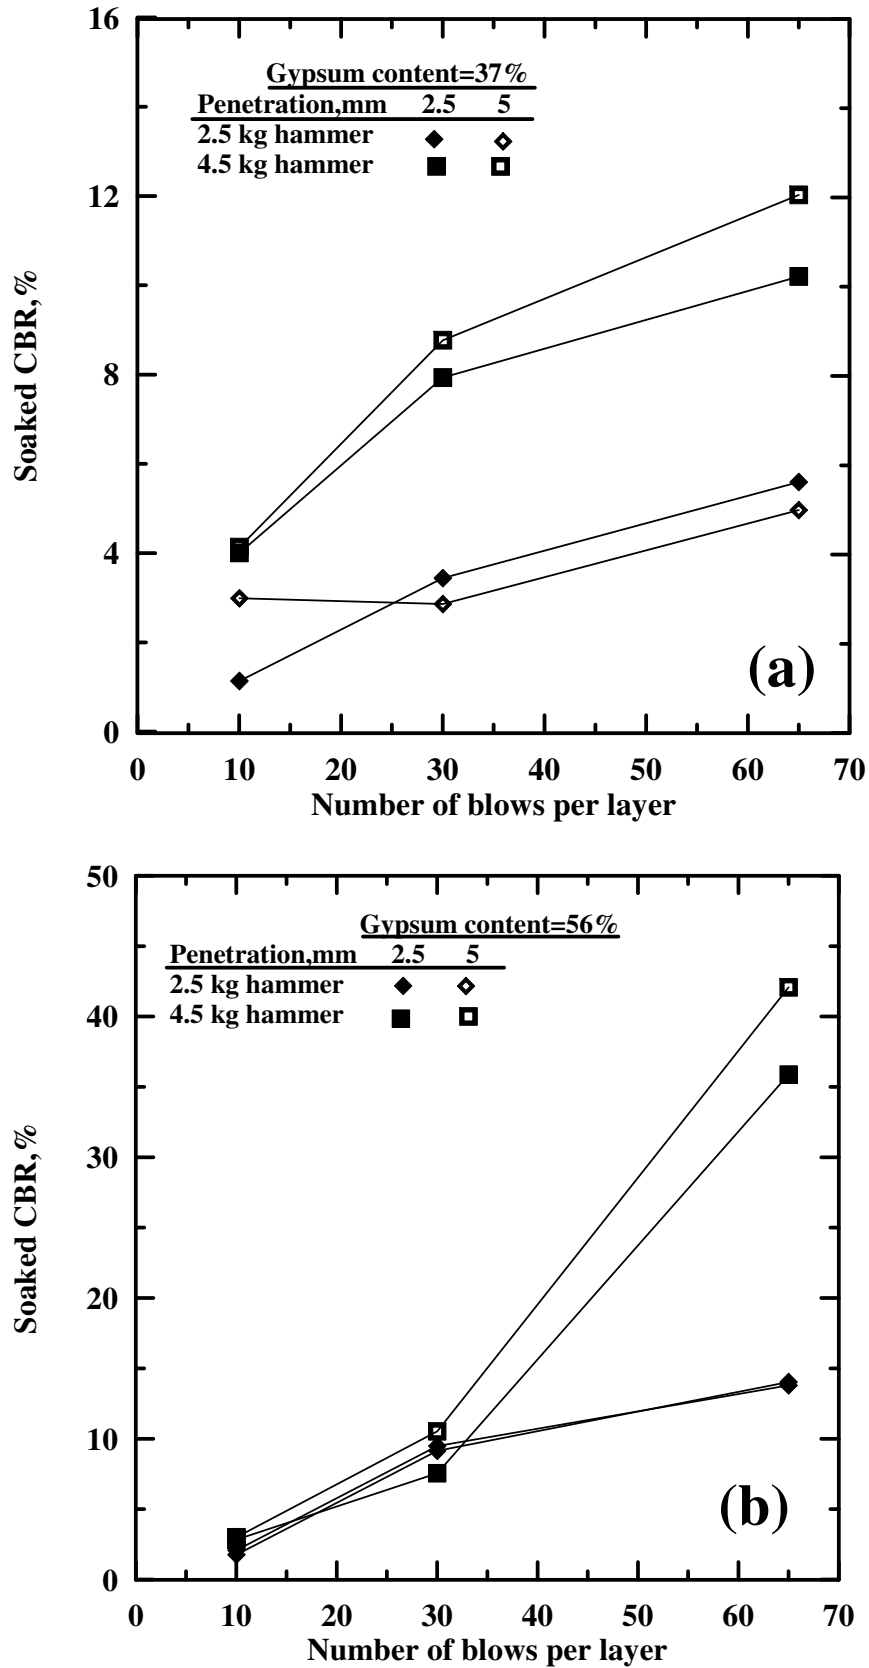 16
Gypsum content=37%
Penetration,mm 2.5 5
2.5 kg hammer
4.5 kg hammer
12
Soaked CBR,%
8
4
(a)
0
0 10 20 30 40 50 60 70
Number of blows per layer
50
Gypsum content=56%
Penetration,mm 2.5 5
2.5 kg hammer
4.5 kg hammer
40
30
Soaked CBR,%
20
10
(b)
0
0 10 20 30 40 50 60 70
Number of blows per layer